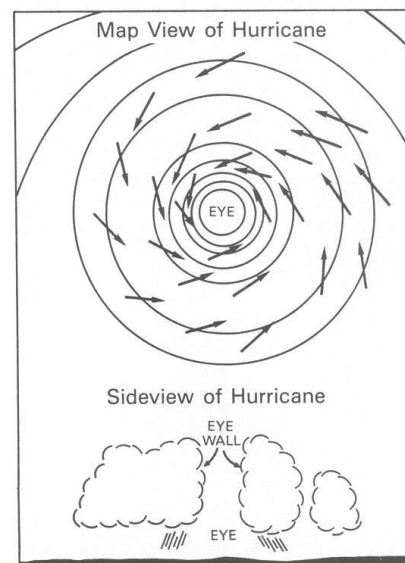 Map View of Hurricane
EYE
Sideview of Hurricane
EYE
WALL
EYE